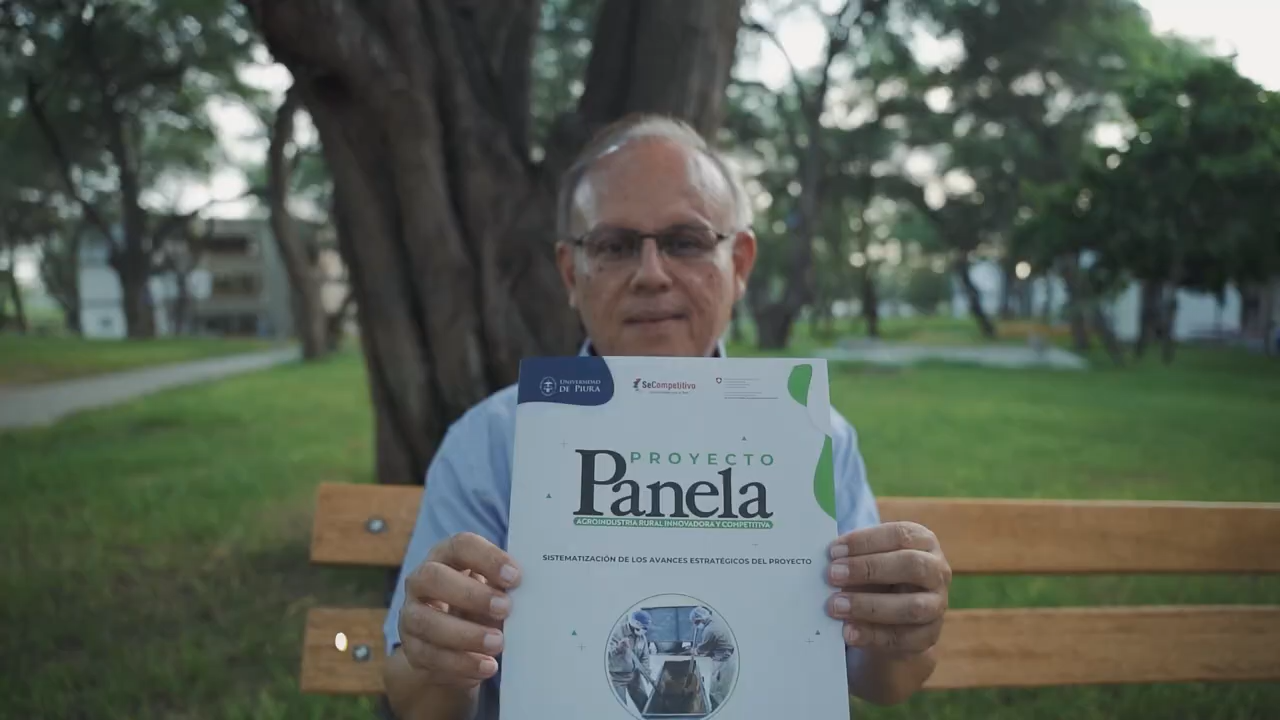 UNIVERSIDAD
DE PIURA
SeCompetitivo
PROYECTO
Panela
AGROINDUSTRIA RURAL INNOVADORA Y COMPETITIVA
SISTEMATIZACIÓN DE LOS AVANCES ESTRATÉGICOS DEL PROYECTO